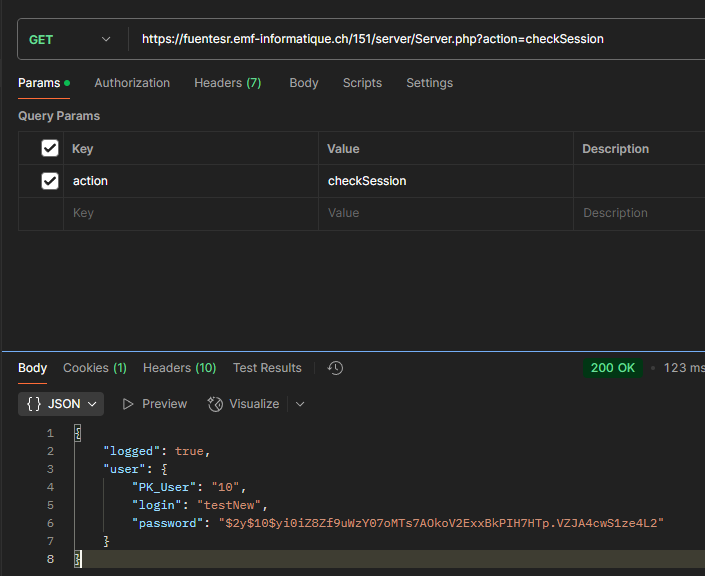 GET https://fuentesr.emf-informatique.ch/151/server/Server.php?action=checkSession
Params Authorization Headers (7) Body Scripts Settings
Query Params
Key Value Description
action checkSession
Key Value Description
Body Cookies (1) Headers (10) Test Results 200 OK • 123 ms
{} JSON Preview Visualize
1 {
2 "logged": true,
3 "user": {
4 "PK_User": "10",
5 "login": "testNew",
6 "password": "$2y$10$yi0iZ8Zf9uWzY07oMTs7AOkoV2ExxBkPIH7HTp.VZJA4cwS1ze4L2"
7 }
8 }